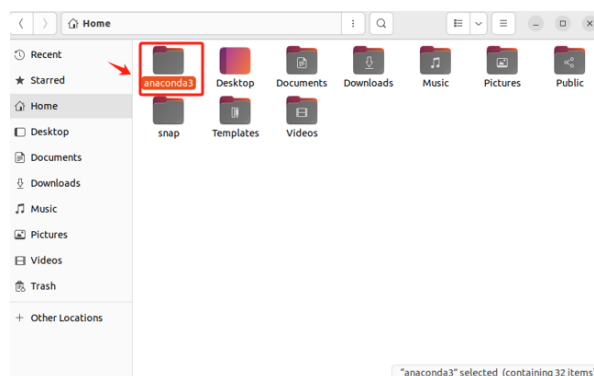 Home
Recent
Starred
Home
Desktop
Documents
Downloads
Music
Pictures
Videos
Trash
Other Locations
anaconda3 Desktop Documents Downloads Music Pictures Public
snap Templates Videos
"anaconda3" selected (containing 32 items)